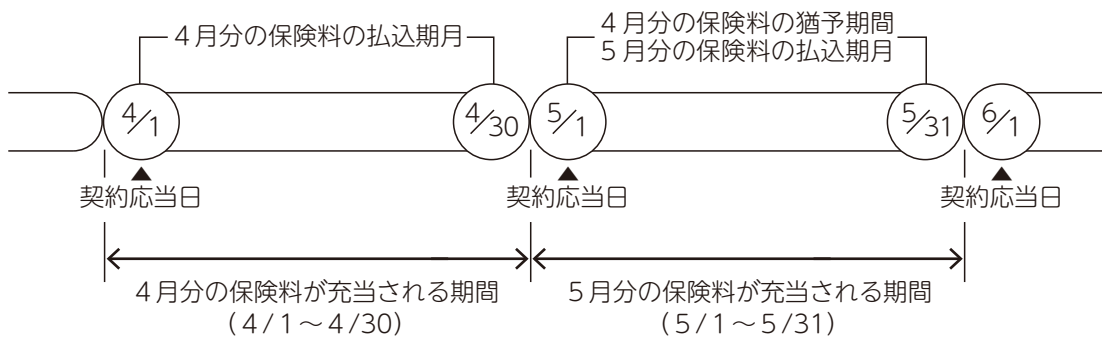 4月分の保険料の払込期月
4月分の保険料の猶予期間
5月分の保険料の払込期月
4/1
4/30
5/1
5/31
6/1
▲
▲
▲
契約応当日
契約応当日
契約応当日
4月分の保険料が充当される期間
(4/1~4/30)
5月分の保険料が充当される期間
(5/1~5/31)